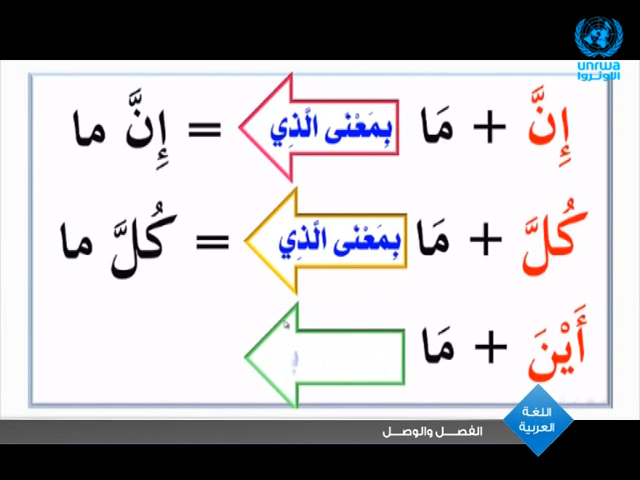 unrwa
الأونروا
إِنَّ + مَا بِمَعْنى الَّذِي = إِنَّ ما
كُلَّ + مَا بِمَعْنى الَّذِي = كُلَّ ما
أَيْنَ + مَا
اللغة
العربية
الفصل والوصل